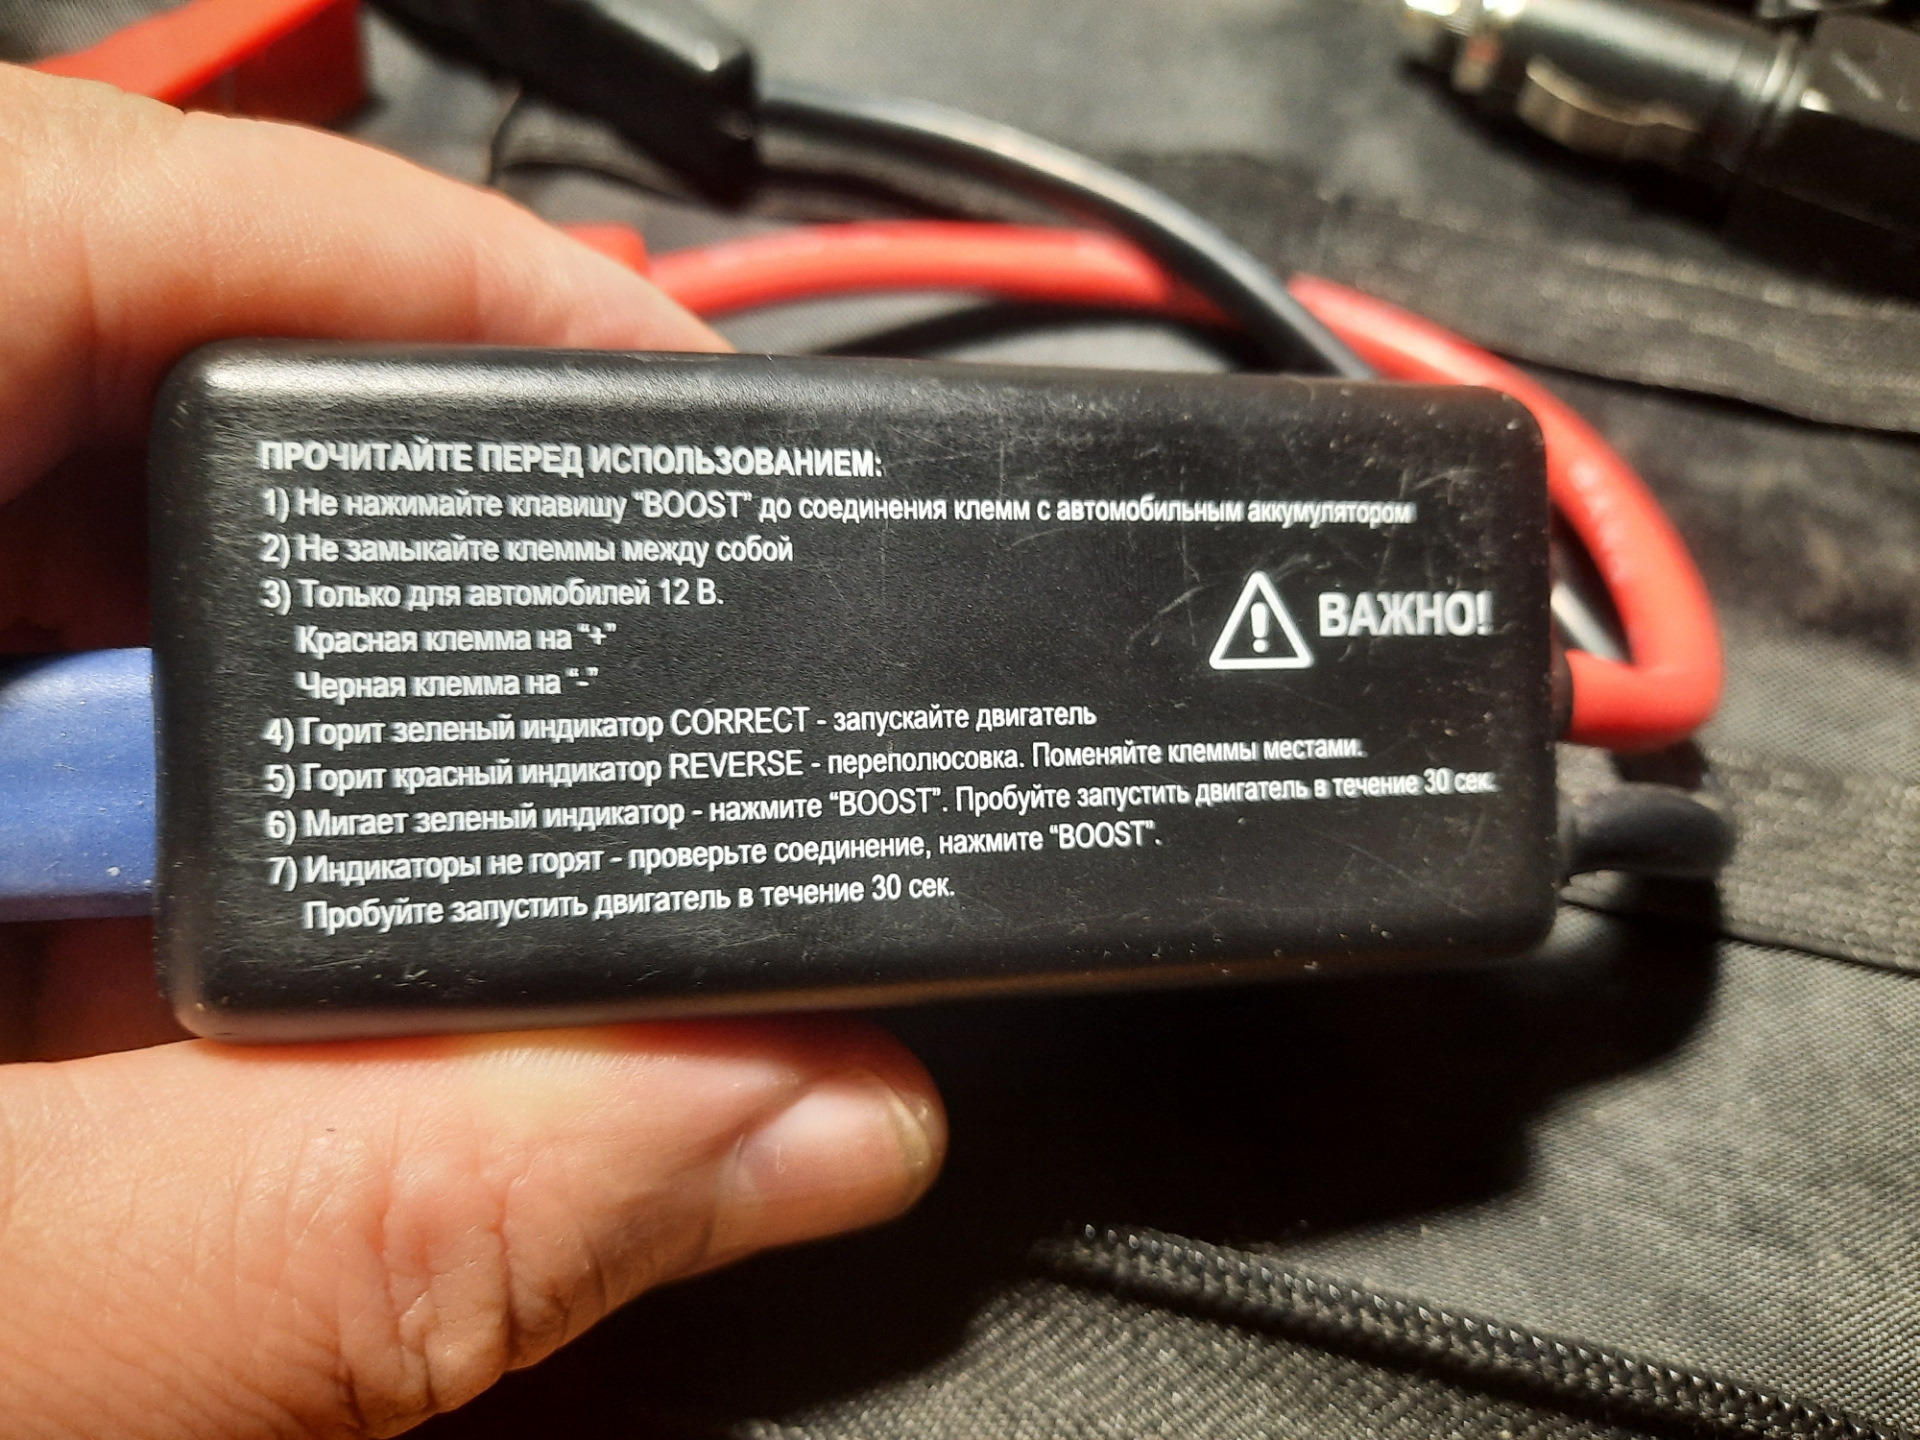 ПРОЧИТАЙТЕ ПЕРЕД ИСПОЛЬЗОВАНИЕМ:
1) Не нажимайте клавишу “BOOST” до соединения клемм с автомобильным аккумулятором
2) Не замыкайте клеммы между собой
3) Только для автомобилей 12 В.
Красная клемма на “+”
Черная клемма на “-”
ВАЖНО!
4) Горит зеленый индикатор CORRECT - запускайте двигатель
5) Горит красный индикатор REVERSE - переполюсовка. Поменяйте клеммы местами.
6) Мигает зеленый индикатор - нажмите “BOOST”. Пробуйте запустить двигатель в течение 30 сек.
7) Индикаторы не горят - проверьте соединение, нажмите “BOOST”.
Пробуйте запустить двигатель в течение 30 сек.